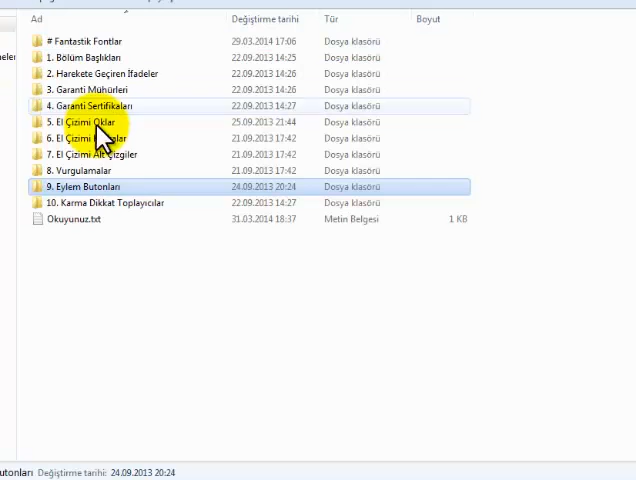 Ad Değiştirme tarihi Tür Boyut
# Fantastik Fontlar 29.03.2014 17:06 Dosya klasörü
1. Bölüm Başlıkları 22.09.2013 14:25 Dosya klasörü
2. Harekete Geçiren İfadeler 22.09.2013 14:26 Dosya klasörü
3. Garanti Mühürleri 22.09.2013 14:26 Dosya klasörü
4. Garanti Sertifikaları 22.09.2013 14:27 Dosya klasörü
5. El Çizimi Oklar 25.09.2013 21:44 Dosya klasörü
6. El Çizimi 21.09.2013 17:42 Dosya klasörü
7. El Çizimi Alt Çizgiler 21.09.2013 17:42 Dosya klasörü
8. Vurgulamalar 21.09.2013 17:42 Dosya klasörü
9. Eylem Butonları 24.09.2013 20:24 Dosya klasörü
10. Karma Dikkat Toplayıcılar 22.09.2013 14:27 Dosya klasörü
Okuyunuz.txt 31.03.2014 18:37 Metin Belgesi 1 KB
utonları Değiştirme tarihi: 24.09.2013 20:24